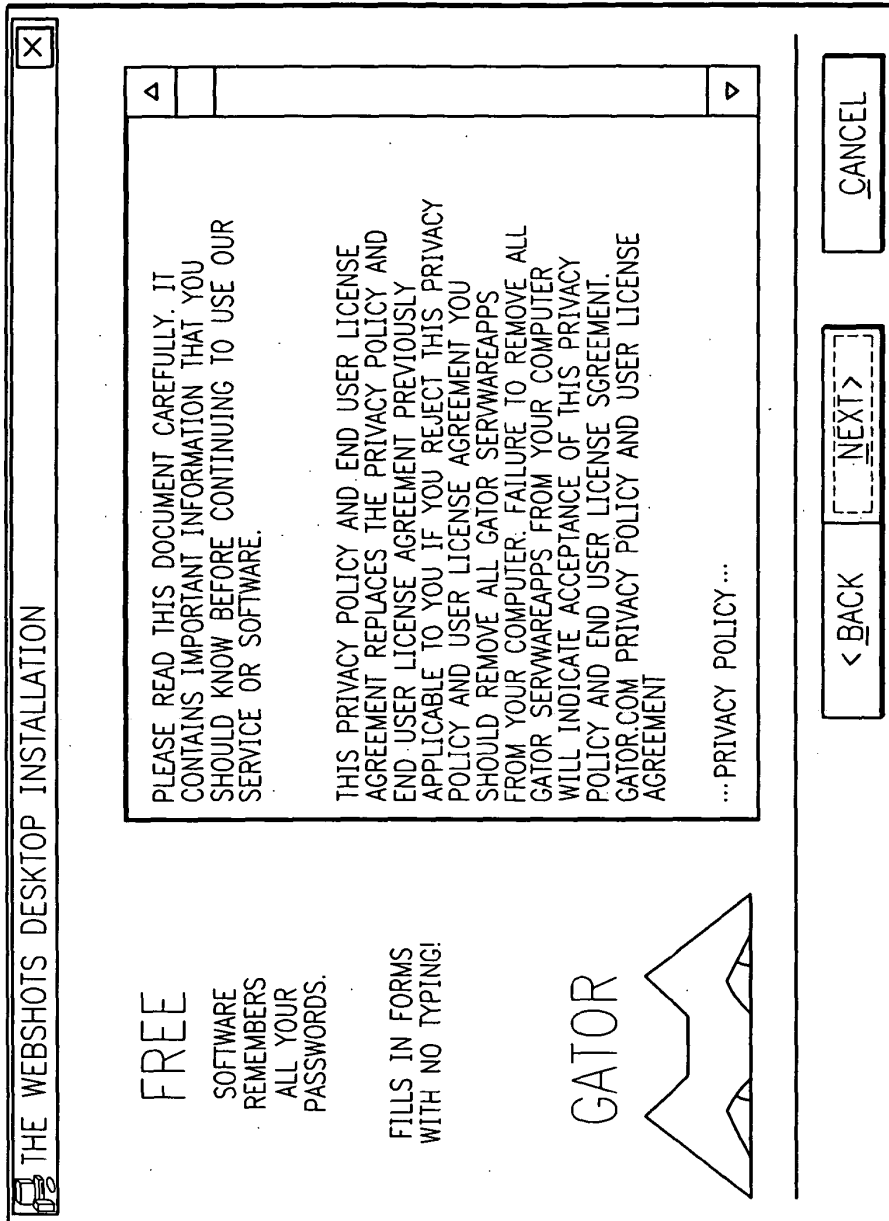 THE WEBSHOTS DESKTOP INSTALLATION
X
FREE
SOFTWARE
REMEMBERS
ALL YOUR
PASSWORDS.
FILLS IN FORMS
WITH NO TYPING!
GATOR
PLEASE READ THIS DOCUMENT CAREFULLY. IT
CONTAINS IMPORTANT INFORMATION THAT YOU
SHOULD KNOW BEFORE CONTINUING TO USE OUR
SERVICE OR SOFTWARE.
THIS PRIVACY POLICY AND END USER LICENSE
AGREEMENT REPLACES THE PRIVACY POLICY AND
END USER LICENSE AGREEMENT PREVIOUSLY
APPLICABLE TO YOU IF YOU REJECT THIS PRIVACY
POLICY AND USER LICENSE AGREEMENT YOU
SHOULD REMOVE ALL GATOR SERVWAREAPPS
FROM YOUR COMPUTER. FAILURE TO REMOVE ALL
GATOR SERVWAREAPPS FROM YOUR COMPUTER
WILL INDICATE ACCEPTANCE OF THIS PRIVACY
POLICY AND END USER LICENSE SGREEMENT.
GATOR.COM PRIVACY POLICY AND USER LICENSE
AGREEMENT
...PRIVACY POLICY...
< BACK
NEXT>
CANCEL